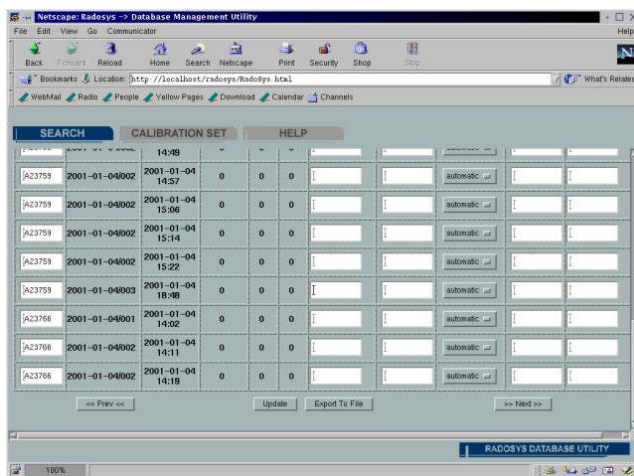 Netscape: Radosys -> Database Management Utility
File Edit View Go Communicator Help
Back Forward Reload Home Search Netscape Print Security Shop Stop
Bookmarks Location: http://localhost/radosys/RadoSys.html What's Related
WebMail Radio People Yellow Pages Download Calendar Channels
SEARCH CALIBRATION SET HELP
14:49 0 0 0
A23759 2001-01-04/002 2001-01-04 14:57 0 0 0 automatic
A23759 2001-01-04/002 2001-01-04 15:06 0 0 0 automatic
A23759 2001-01-04/002 2001-01-04 15:14 0 0 0 automatic
A23759 2001-01-04/002 2001-01-04 15:22 0 0 0 automatic
A23759 2001-01-04/003 2001-01-04 18:48 0 0 0 automatic
A23766 2001-01-04/001 2001-01-04 14:02 0 0 0 automatic
A23766 2001-01-04/002 2001-01-04 14:11 0 0 0 automatic
A23766 2001-01-04/002 2001-01-04 14:19 0 0 0 automatic
<< Prev << Update Export To File >> Next >>
RADOSYS DATABASE UTILITY
100%